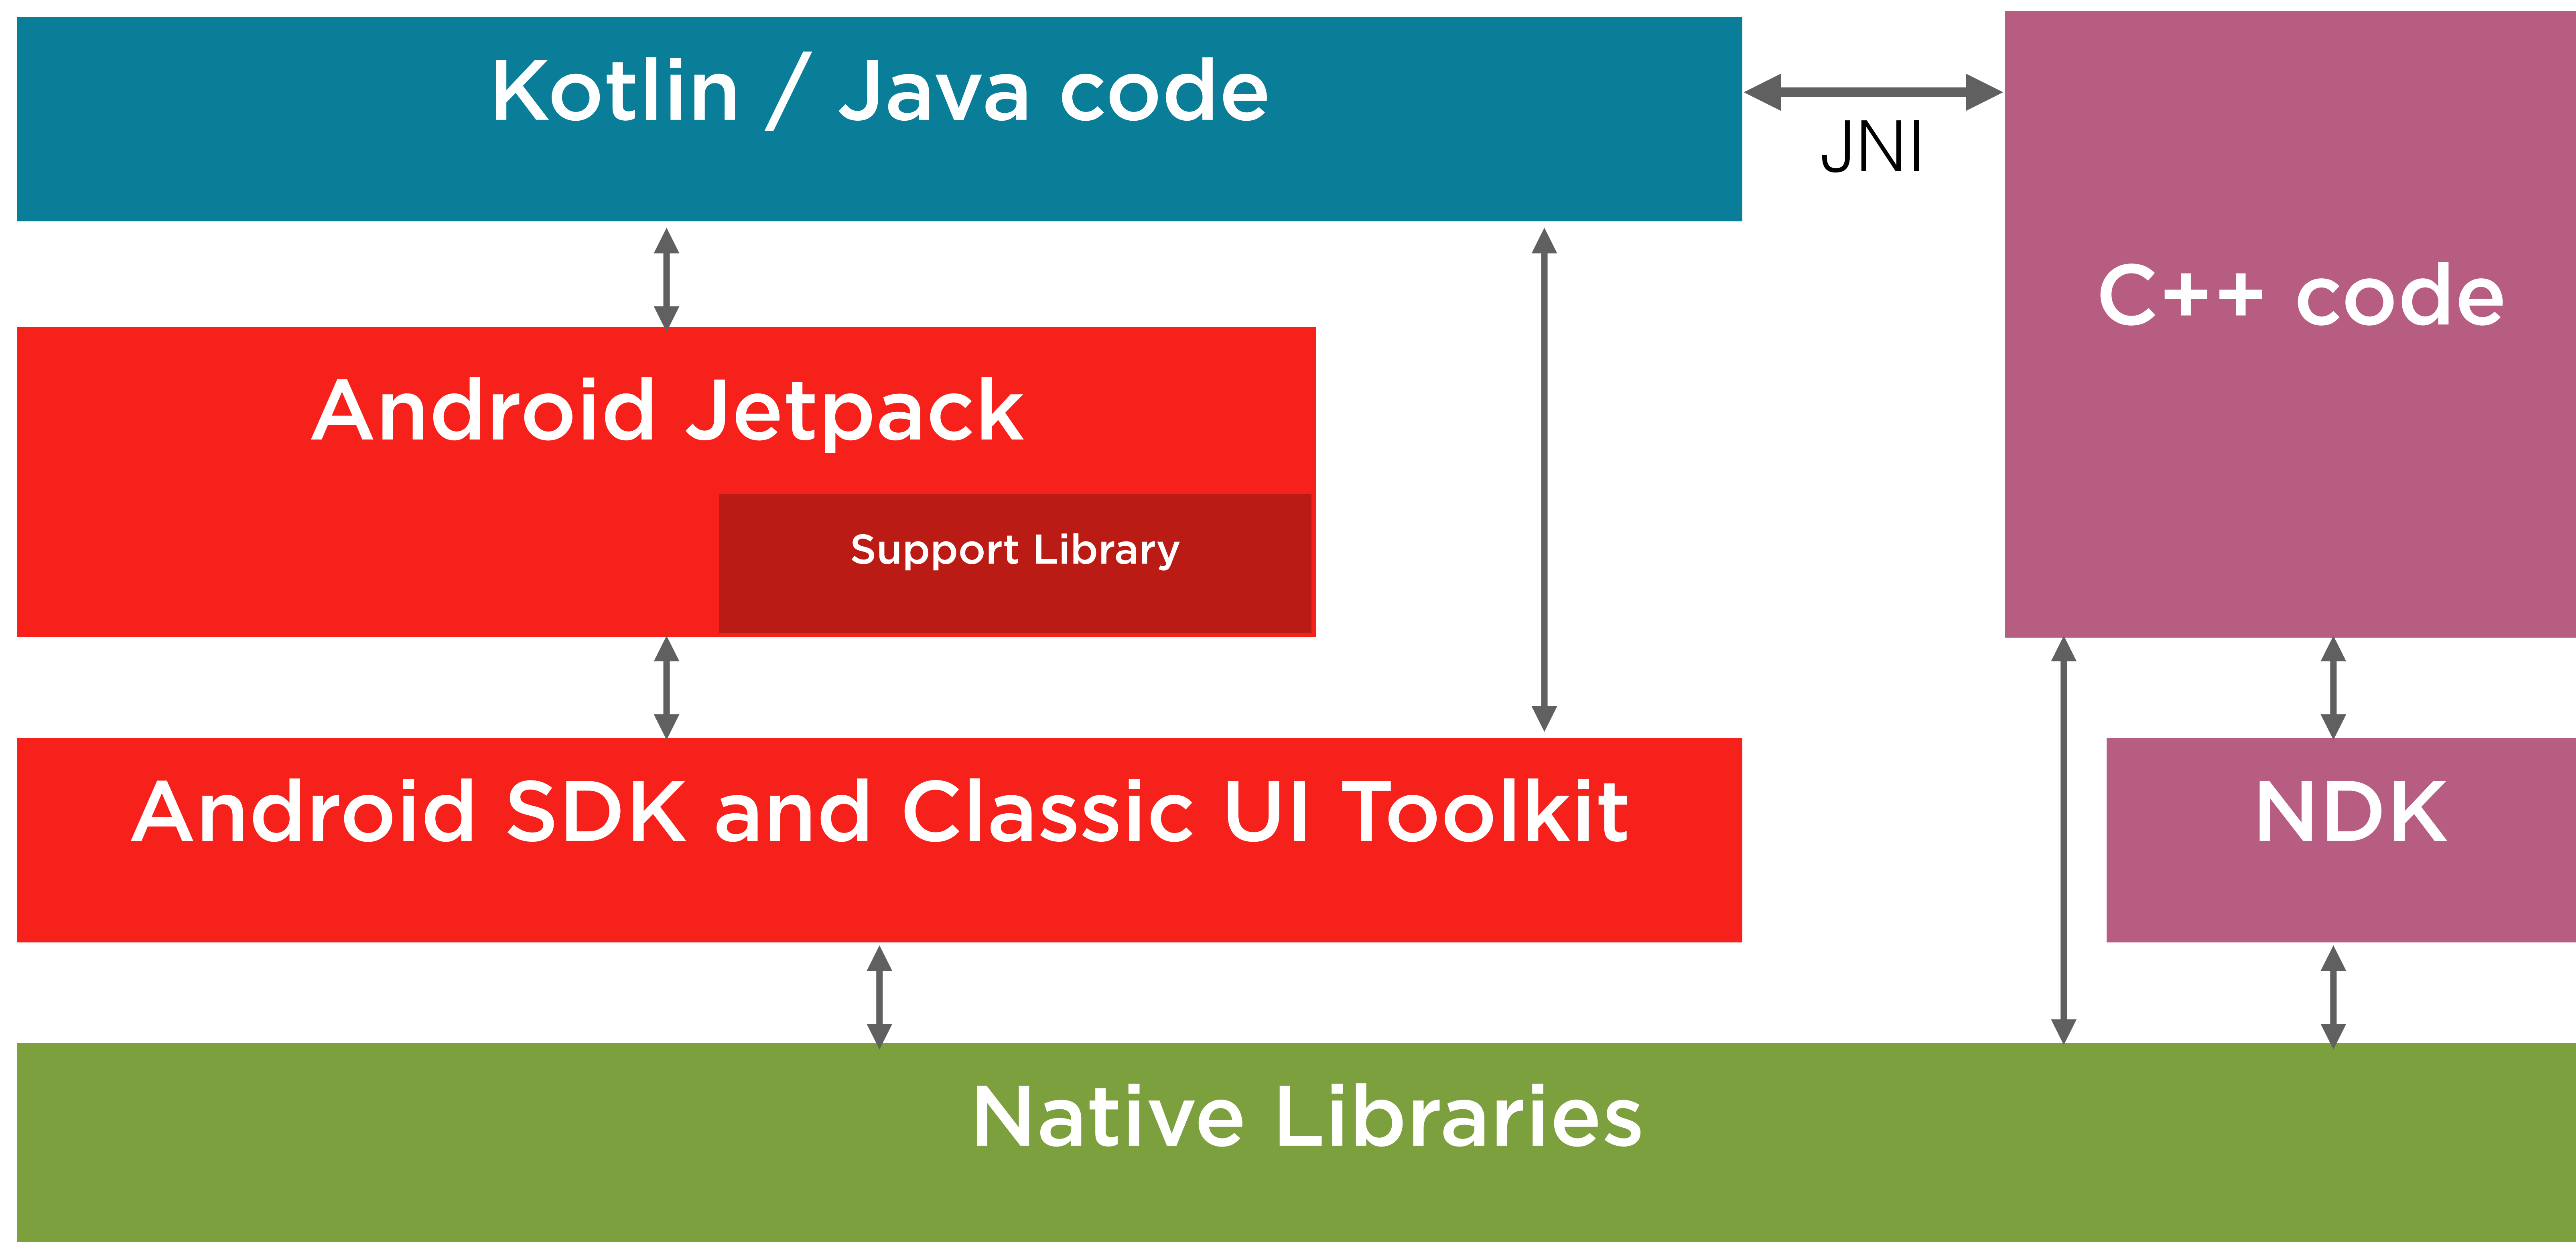 Kotlin / Java code
JNI
C++ code
Android Jetpack
Support Library
Android SDK and Classic UI Toolkit
NDK
Native Libraries